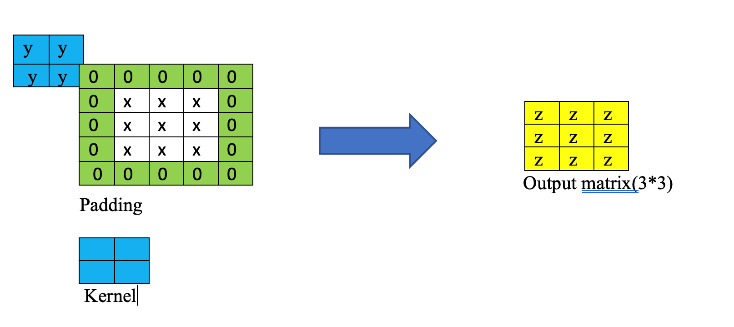 y y
y y
0 0 0 0 0
0 x x x 0
0 x x x 0
0 x x x 0
0 0 0 0 0
z z z
z z z
z z z
Output matrix(3*3)
Padding
Kernel